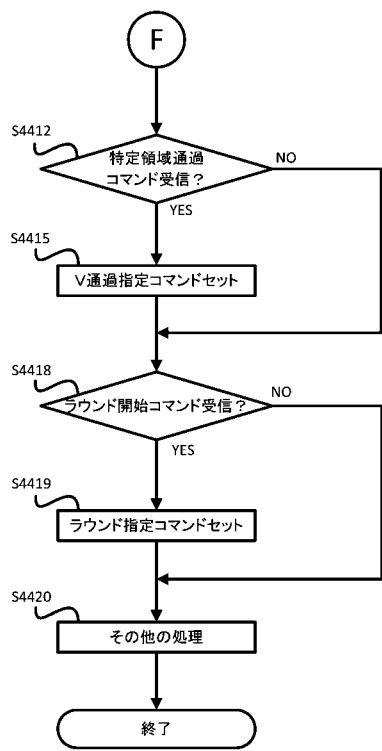 F
S4412
特定領域通過
コマンド受信？
NO
YES
S4415
V通過指定コマンドセット
S4418
ラウンド開始コマンド受信？
NO
YES
S4419
ラウンド指定コマンドセット
S4420
その他の処理
終了